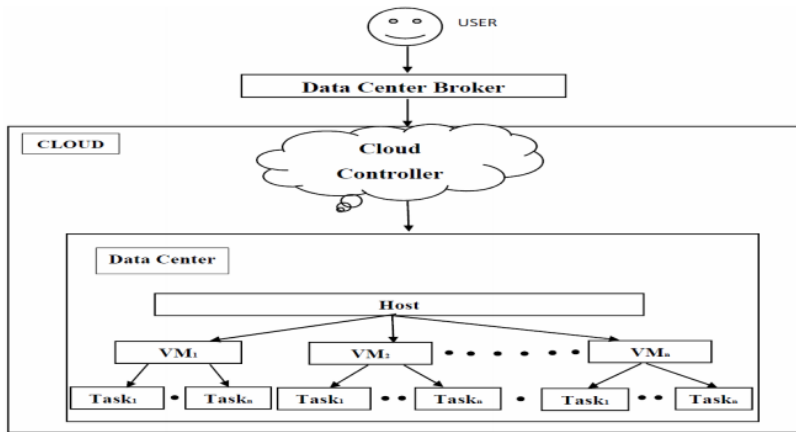 USER
Data Center Broker
CLOUD
Cloud
Controller
Data Center
Host
VM₁ VM₂ VMₙ
Task₁ Taskₙ Task₁ Taskₙ Task₁ Taskₙ